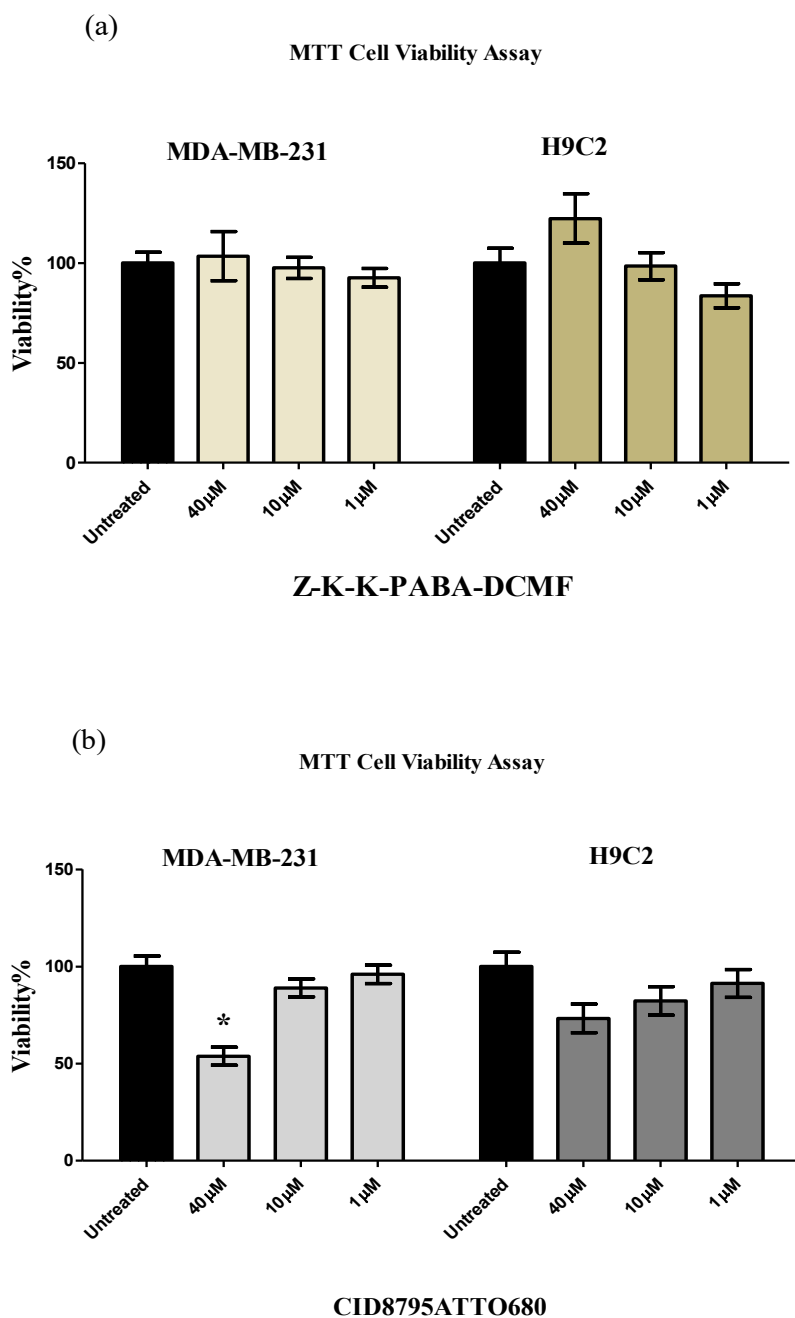 (a)
MTT Cell Viability Assay
MDA-MB-231
H9C2
150
100
50
0
Viability%
Untreated
40µM
10µM
1µM
Untreated
40µM
10µM
1µM
Z-K-K-PABA-DCMF
(b)
MTT Cell Viability Assay
MDA-MB-231
H9C2
150
100
50
0
Viability%
*
Untreated
40µM
10µM
1µM
Untreated
40µM
10µM
1µM
CID8795ATTO680